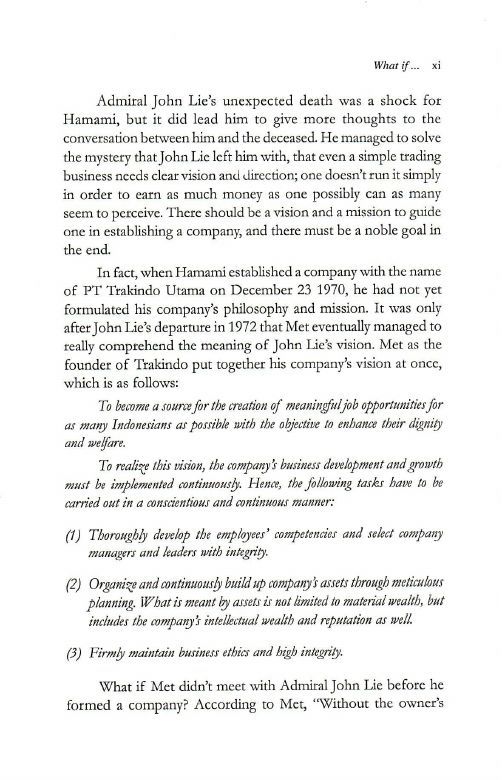 What if ... xi
Admiral John Lie's unexpected death was a shock for
Hamami, but it did lead him to give more thoughts to the
conversation between him and the deceased. He managed to solve
the mystery that John Lie left him with, that even a simple trading
business needs clear vision and direction; one doesn't run it simply
in order to earn as much money as one possibly can as many
seem to perceive. There should be a vision and a mission to guide
one in establishing a company, and there must be a noble goal in
the end.
In fact, when Hamami established a company with the name
of PT Trakindo Utama on December 23 1970, he had not yet
formulated his company's philosophy and mission. It was only
after John Lie's departure in 1972 that Met eventually managed to
really comprehend the meaning of John Lie's vision. Met as the
founder of Trakindo put together his company's vision at once,
which is as follows:
To become a source for the creation of meaningful job opportunities for
as many Indonesians as possible with the objective to enhance their dignity
and welfare.
To realize this vision, the company's business development and growth
must be implemented continuously. Hence, the following tasks have to be
carried out in a conscientious and continuous manner:
(1) Thoroughly develop the employees' competencies and select company
managers and leaders with integrity.
(2) Organize and continuously build up company's assets through meticulous
planning. What is meant by assets is not limited to material wealth, but
includes the company's intellectual wealth and reputation as well.
(3) Firmly maintain business ethics and high integrity.
What if Met didn't meet with Admiral John Lie before he
formed a company? According to Met, "Without the owner's